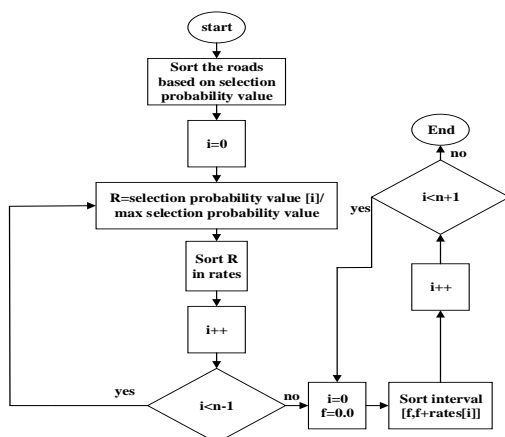 start
Sort the roads
based on selection
probability value
i=0
R=selection probability value [i]/
max selection probability value
Sort R
in rates
i++
i<n-1
yes
no
i=0
f=0.0
Sort interval
[f,f+rates[i]]
i++
i<n+1
yes
no
End